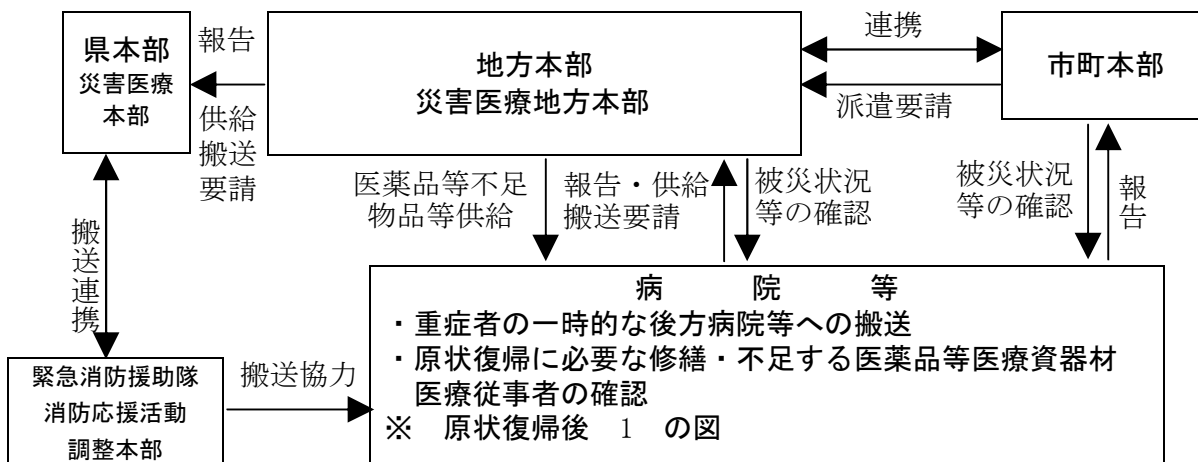 県本部
災害医療
本部
報告
供給
搬送
要請
地方本部
災害医療地方本部
連携
派遣要請
市町本部
医薬品等不足
物品等供給
報告・供給
搬送要請
被災状況
等の確認
被災状況
等の確認
報告
搬送連携
病　院　等
・重症者の一時的な後方病院等への搬送
・原状復帰に必要な修繕・不足する医薬品等医療資器材
医療従事者の確認
※　原状復帰後　1　の図
緊急消防援助隊
消防応援活動
調整本部
搬送協力